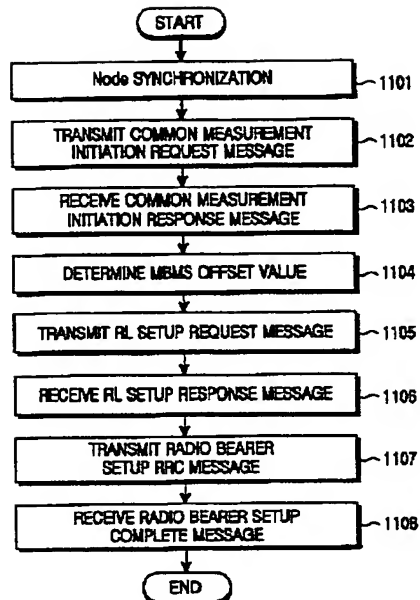 START
Node SYNCHRONIZATION
1101
TRANSMIT COMMON MEASUREMENT
INITIATION REQUEST MESSAGE
1102
RECEIVE COMMON MEASUREMENT
INITIATION RESPONSE MESSAGE
1103
DETERMINE MBMS OFFSET VALUE
1104
TRANSMIT RL SETUP REQUEST MESSAGE
1105
RECEIVE RL SETUP RESPONSE MESSAGE
1106
TRANSMIT RADIO BEARER
SETUP RRC MESSAGE
1107
RECEIVE RADIO BEARER SETUP
COMPLETE MESSAGE
1108
END